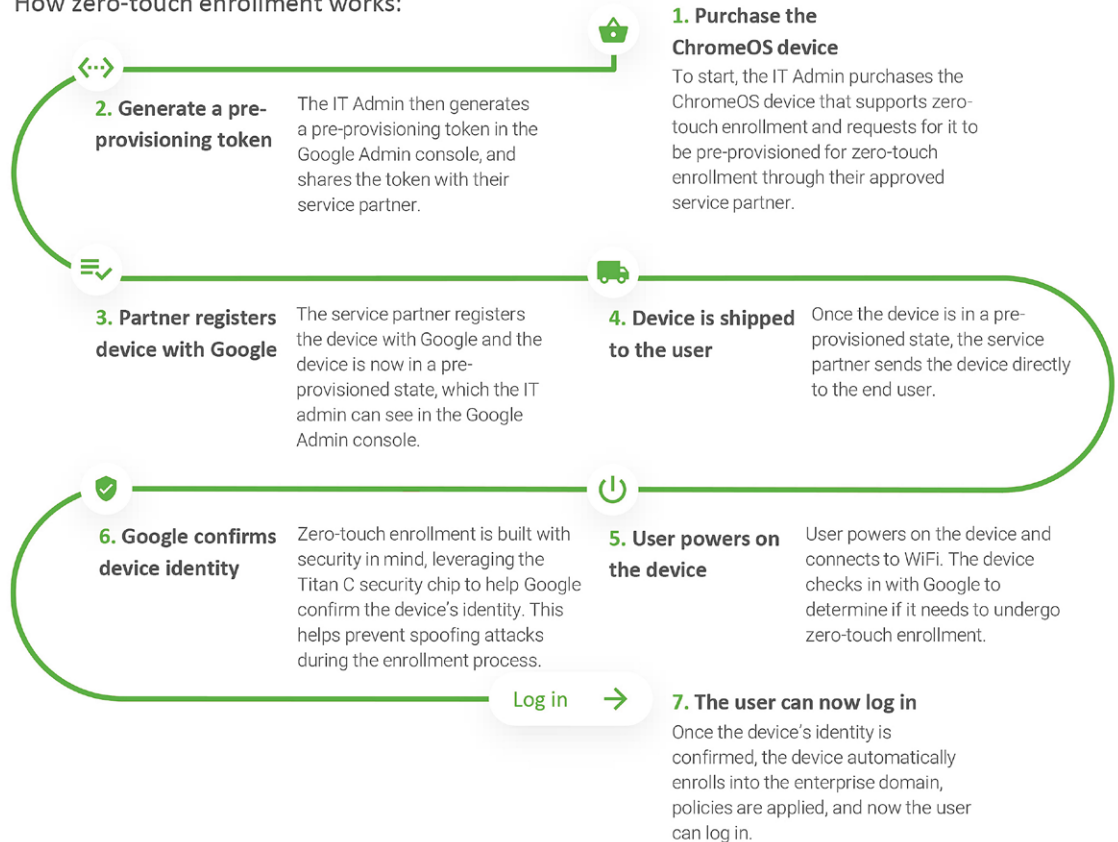 How zero-touch enrollment works:
1. Purchase the
ChromeOS device
To start, the IT Admin purchases the
ChromeOS device that supports zero-
touch enrollment and requests for it to
be pre-provisioned for zero-touch
enrollment through their approved
service partner.
2. Generate a pre-
provisioning token
The IT Admin then generates
a pre-provisioning token in the
Google Admin console, and
shares the token with their
service partner.
3. Partner registers
device with Google
The service partner registers
the device with Google and the
device is now in a pre-
provisioned state, which the IT
admin can see in the Google
Admin console.
4. Device is shipped
to the user
Once the device is in a pre-
provisioned state, the service
partner sends the device directly
to the end user.
5. User powers on
the device
User powers on the device and
connects to WiFi. The device
checks in with Google to
determine if it needs to undergo
zero-touch enrollment.
6. Google confirms
device identity
Zero-touch enrollment is built with
security in mind, leveraging the
Titan C security chip to help Google
confirm the device's identity. This
helps prevent spoofing attacks
during the enrollment process.
Log in
7. The user can now log in
Once the device's identity is
confirmed, the device automatically
enrolls into the enterprise domain,
policies are applied, and now the user
can log in.